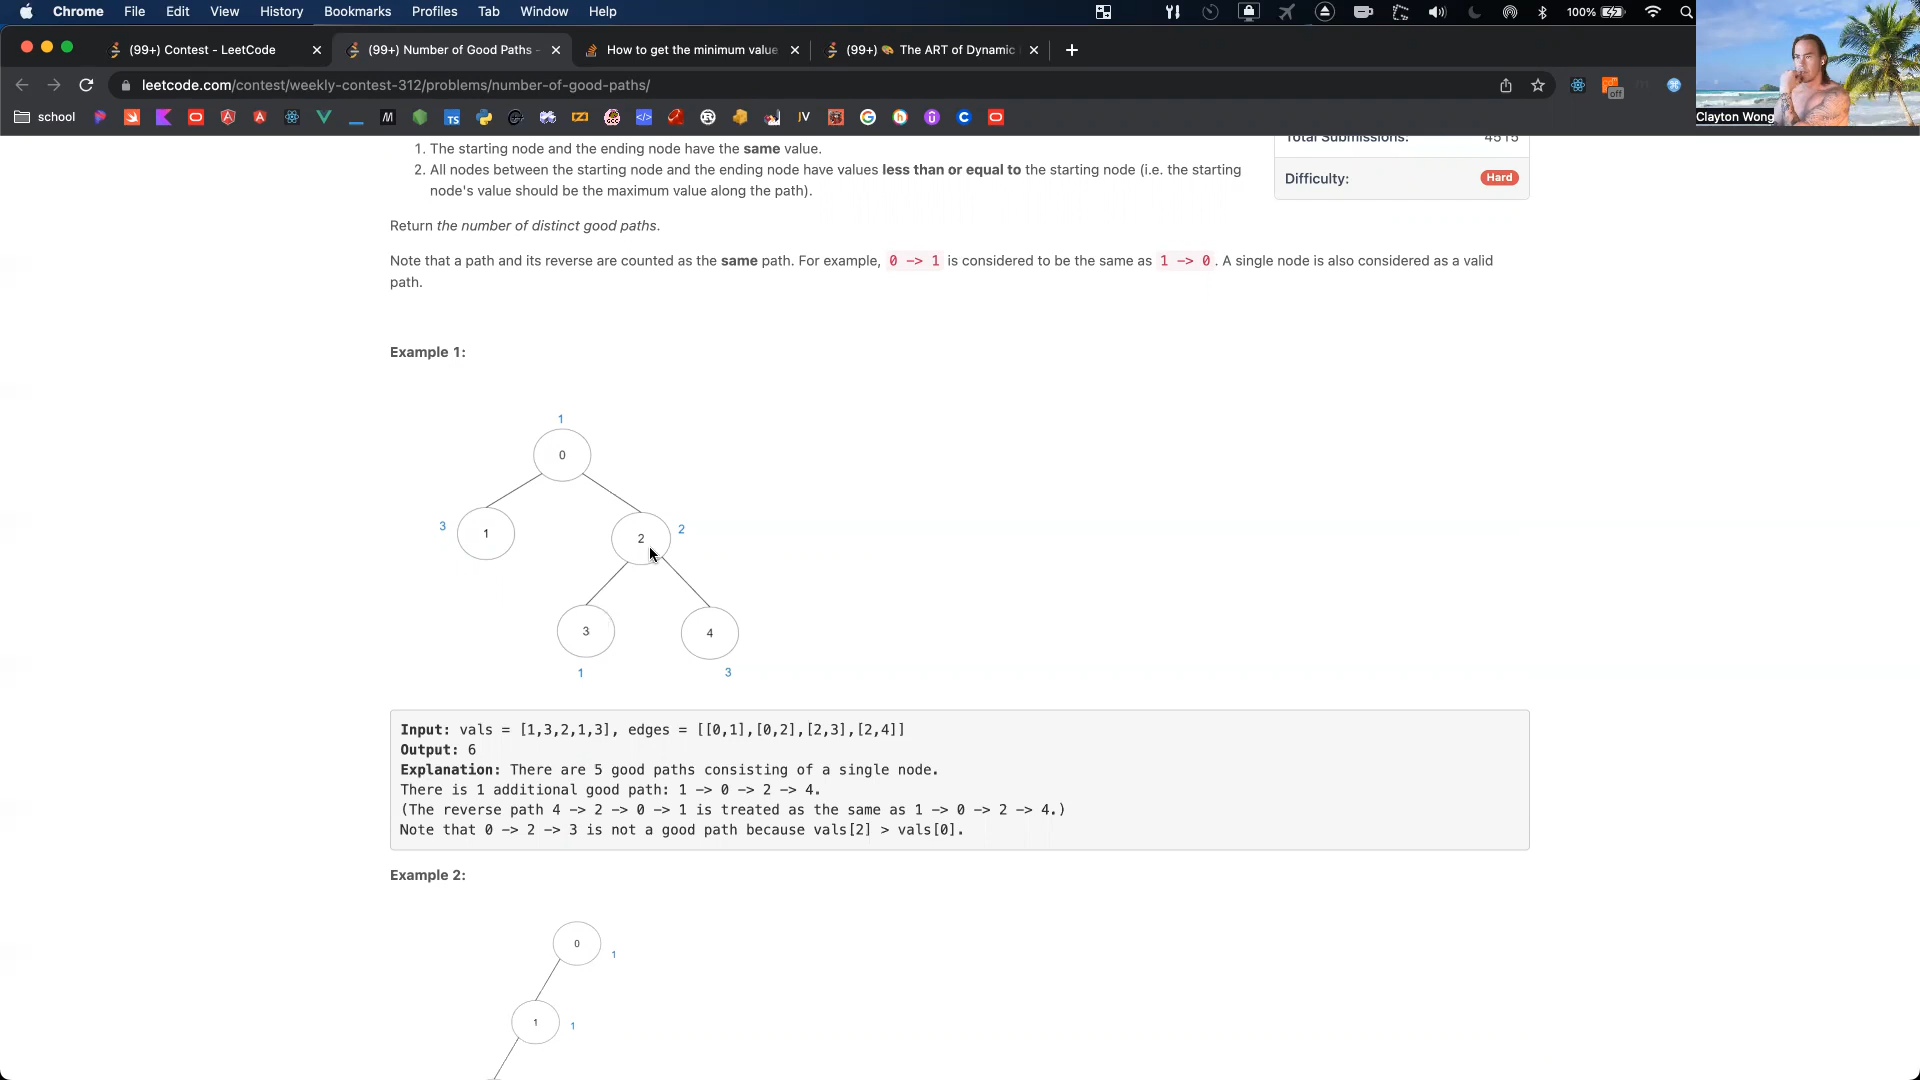 Chrome File Edit View History Bookmarks Profiles Tab Window Help 100%
(99+) Contest - LeetCode (99+) Number of Good Paths - How to get the minimum value (99+) The ART of Dynamic
leetcode.com/contest/weekly-contest-312/problems/number-of-good-paths/
off
school
M TS </> JV G h û C
Clayton Wong
Total Submissions: 4515
Difficulty: Hard
1. The starting node and the ending node have the same value.
2. All nodes between the starting node and the ending node have values less than or equal to the starting node (i.e. the starting
node's value should be the maximum value along the path).
Return the number of distinct good paths.
Note that a path and its reverse are counted as the same path. For example, 0 -> 1 is considered to be the same as 1 -> 0 . A single node is also considered as a valid
path.
Example 1:
1
0
3 1 2 2
3 4
1 3
Input: vals = [1,3,2,1,3], edges = [[0,1],[0,2],[2,3],[2,4]]
Output: 6
Explanation: There are 5 good paths consisting of a single node.
There is 1 additional good path: 1 -> 0 -> 2 -> 4.
(The reverse path 4 -> 2 -> 0 -> 1 is treated as the same as 1 -> 0 -> 2 -> 4.)
Note that 0 -> 2 -> 3 is not a good path because vals[2] > vals[0].
Example 2:
0
1
1
1